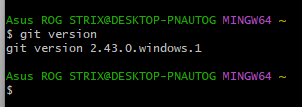 Asus ROG STRIX@DESKTOP-PNAUTOG MINGW64 ~
$ git version
git version 2.43.0.windows.1
Asus ROG STRIX@DESKTOP-PNAUTOG MINGW64 ~
$